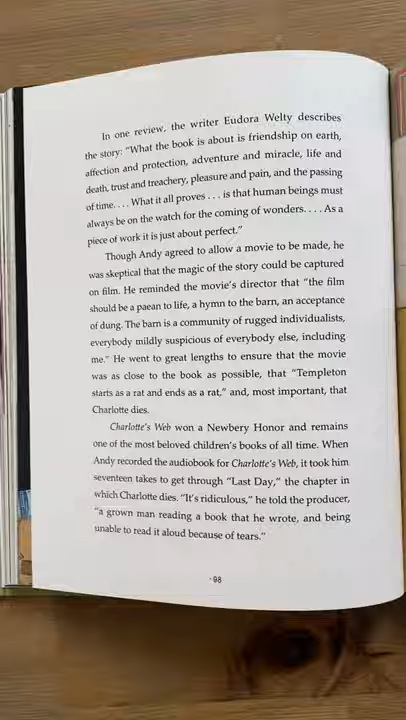 In one review, the writer Eudora Welty describes
the story: “What the book is about is friendship on earth,
affection and protection, adventure and miracle, life and
death, trust and treachery, pleasure and pain, and the passing
of time. . . . What it all proves . . . is that human beings must
always be on the watch for the coming of wonders. . . . As a
piece of work it is just about perfect.”
Though Andy agreed to allow a movie to be made, he
was skeptical that the magic of the story could be captured
on film. He reminded the movie’s director that “the film
should be a paean to life, a hymn to the barn, an acceptance
of dung. The barn is a community of rugged individualists,
everybody mildly suspicious of everybody else, including
me.” He went to great lengths to ensure that the movie
was as close to the book as possible, that “Templeton
starts as a rat and ends as a rat,” and, most important, that
Charlotte dies.
Charlotte’s Web won a Newbery Honor and remains
one of the most beloved children’s books of all time. When
Andy recorded the audiobook for Charlotte’s Web, it took him
seventeen takes to get through “Last Day,” the chapter in
which Charlotte dies. “It’s ridiculous,” he told the producer,
“a grown man reading a book that he wrote, and being
unable to read it aloud because of tears.”
·98